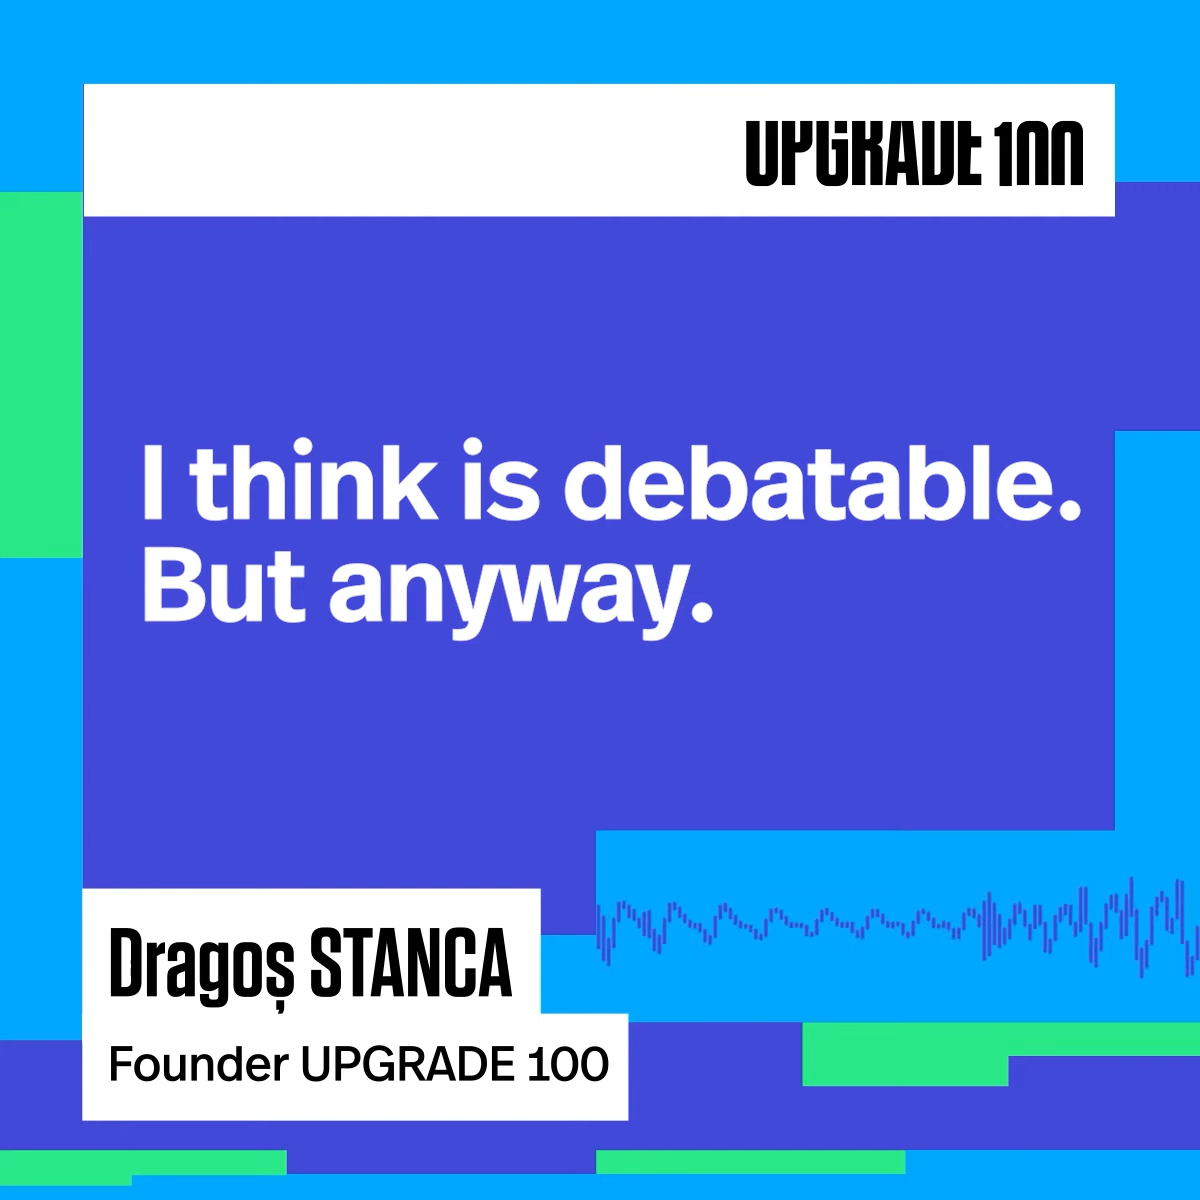 UPGRADE 100
I think is debatable.
But anyway.
Dragoș STANCA
Founder UPGRADE 100